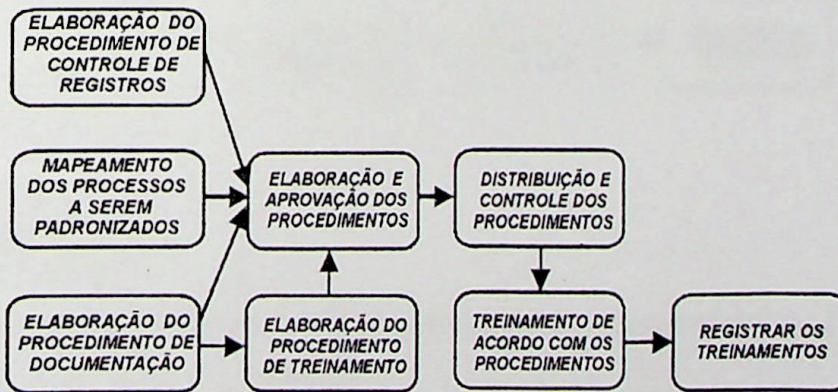 ELABORAÇÃO DO
PROCEDIMENTO DE
CONTROLE DE
REGISTROS
MAPEAMENTO
DOS PROCESSOS
A SEREM
PADRONIZADOS
ELABORAÇÃO E
APROVAÇÃO DOS
PROCEDIMENTOS
DISTRIBUIÇÃO E
CONTROLE DOS
PROCEDIMENTOS
ELABORAÇÃO DO
PROCEDIMENTO DE
DOCUMENTAÇÃO
ELABORAÇÃO DO
PROCEDIMENTO
DE TREINAMENTO
TREINAMENTO DE
ACORDO COM OS
PROCEDIMENTOS
REGISTRAR OS
TREINAMENTOS